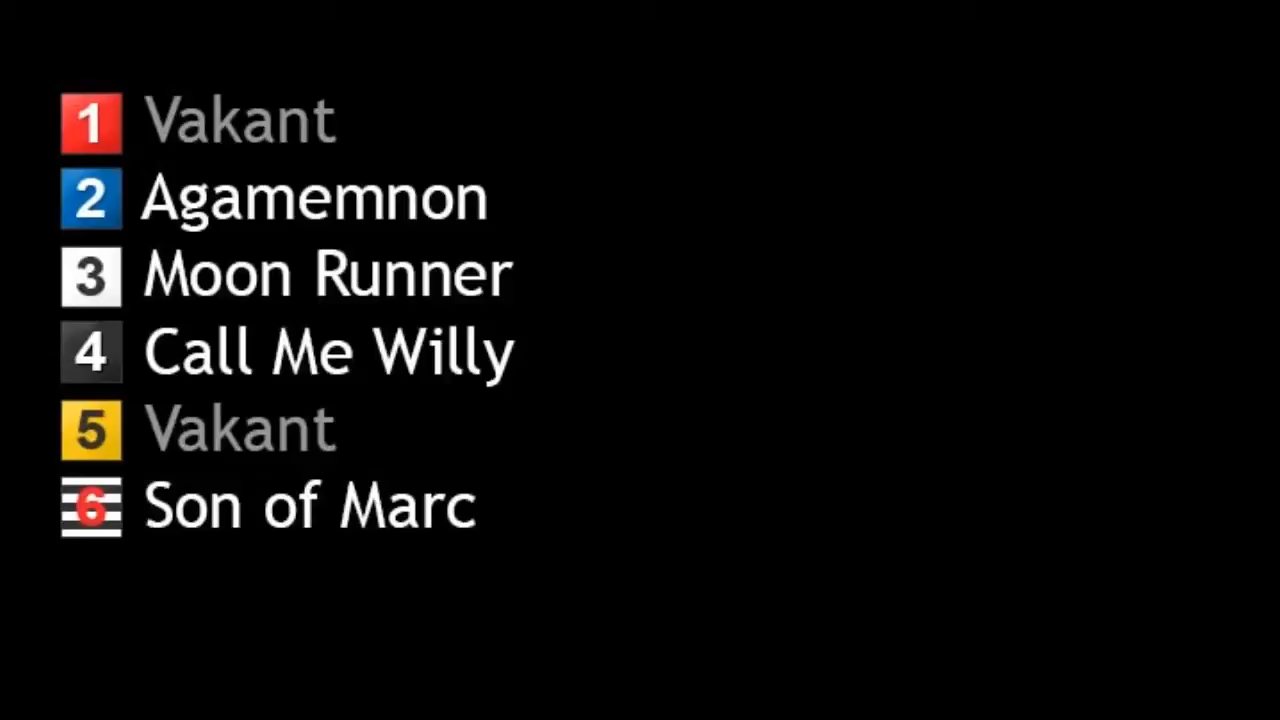 1 Vakant
2 Agamemnon
3 Moon Runner
4 Call Me Willy
5 Vakant
6 Son of Marc